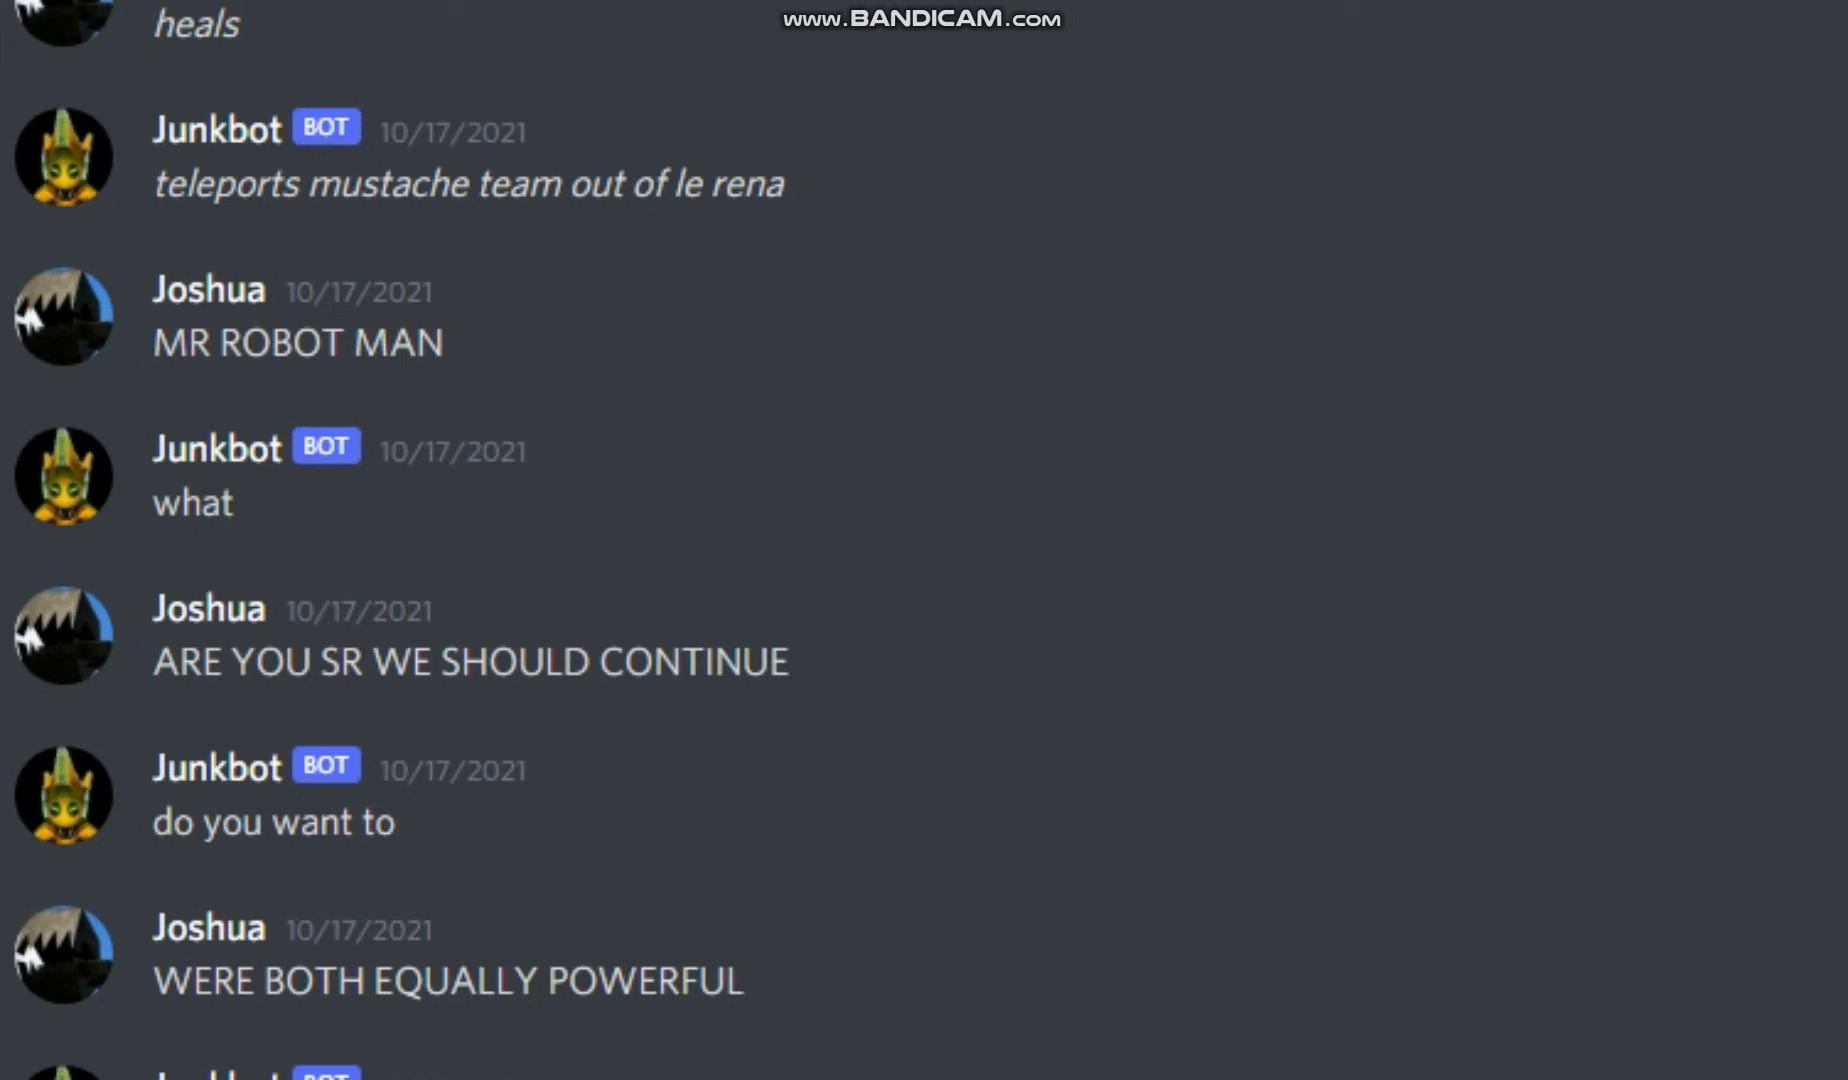 www.BANDICAM.com
heals
Junkbot BOT 10/17/2021
teleports mustache team out of le rena
Joshua 10/17/2021
MR ROBOT MAN
Junkbot BOT 10/17/2021
what
Joshua 10/17/2021
ARE YOU SR WE SHOULD CONTINUE
Junkbot BOT 10/17/2021
do you want to
Joshua 10/17/2021
WERE BOTH EQUALLY POWERFUL
Junkbot BOT